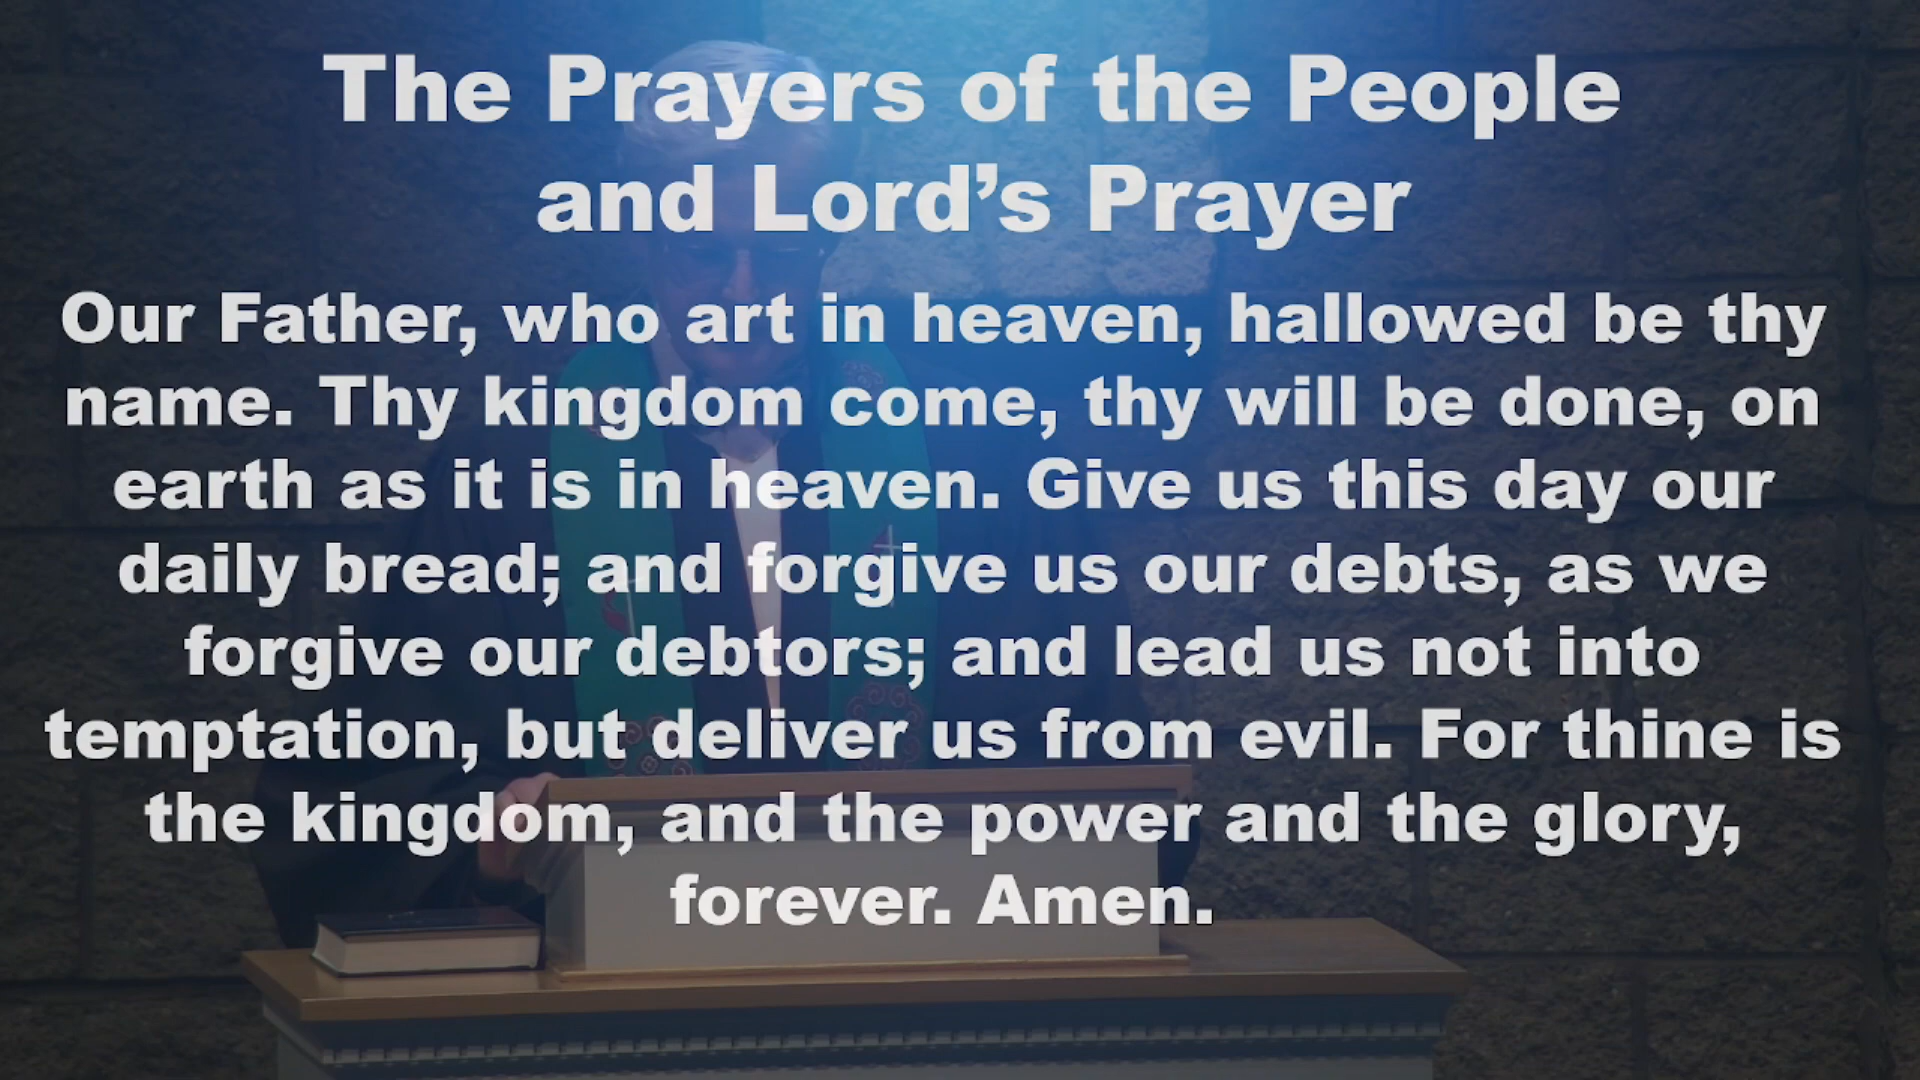 The Prayers of the People
and Lord’s Prayer
Our Father, who art in heaven, hallowed be thy
name. Thy kingdom come, thy will be done, on
earth as it is in heaven. Give us this day our
daily bread; and forgive us our debts, as we
forgive our debtors; and lead us not into
temptation, but deliver us from evil. For thine is
the kingdom, and the power and the glory,
forever. Amen.